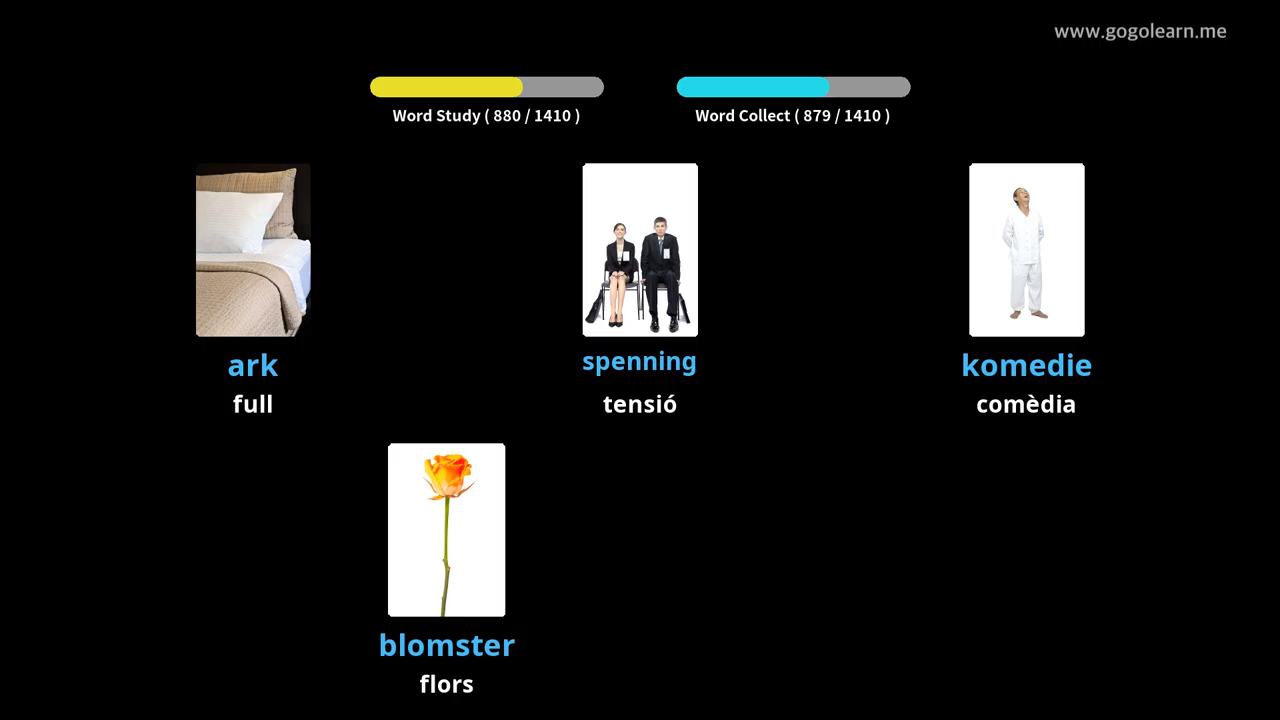 www.gogolearn.me
Word Study ( 880 / 1410 )
Word Collect ( 879 / 1410 )
ark
full
spenning
tensió
komedie
comèdia
blomster
flors